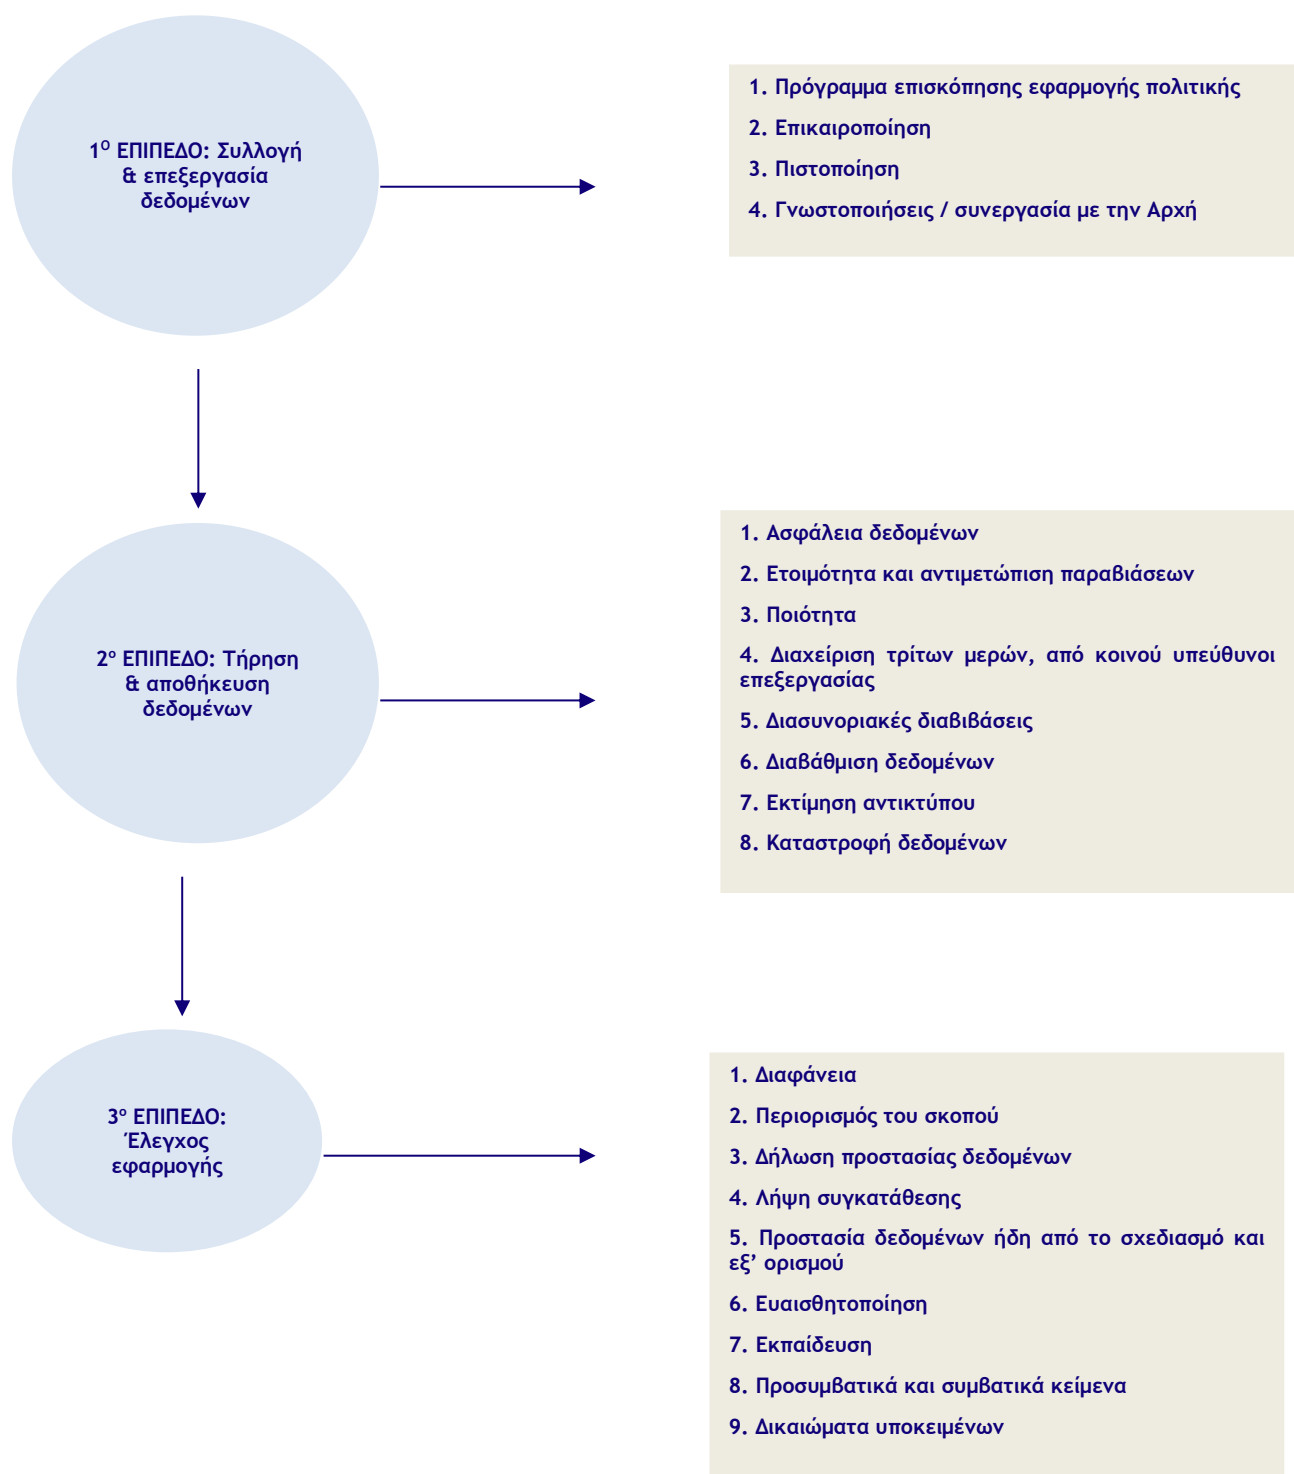 1Ο ΕΠΙΠΕΔΟ: Συλλογή
& επεξεργασία
δεδομένων
1. Πρόγραμμα επισκόπησης εφαρμογής πολιτικής
2. Επικαιροποίηση
3. Πιστοποίηση
4. Γνωστοποιήσεις / συνεργασία με την Αρχή
2ο ΕΠΙΠΕΔΟ: Τήρηση
& αποθήκευση
δεδομένων
1. Ασφάλεια δεδομένων
2. Ετοιμότητα και αντιμετώπιση παραβιάσεων
3. Ποιότητα
4. Διαχείριση τρίτων μερών, από κοινού υπεύθυνοι
επεξεργασίας
5. Διασυνοριακές διαβιβάσεις
6. Διαβάθμιση δεδομένων
7. Εκτίμηση αντικτύπου
8. Καταστροφή δεδομένων
3ο ΕΠΙΠΕΔΟ:
Έλεγχος
εφαρμογής
1. Διαφάνεια
2. Περιορισμός του σκοπού
3. Δήλωση προστασίας δεδομένων
4. Λήψη συγκατάθεσης
5. Προστασία δεδομένων ήδη από το σχεδιασμό και
εξ’ ορισμού
6. Ευαισθητοποίηση
7. Εκπαίδευση
8. Προσυμβατικά και συμβατικά κείμενα
9. Δικαιώματα υποκειμένων